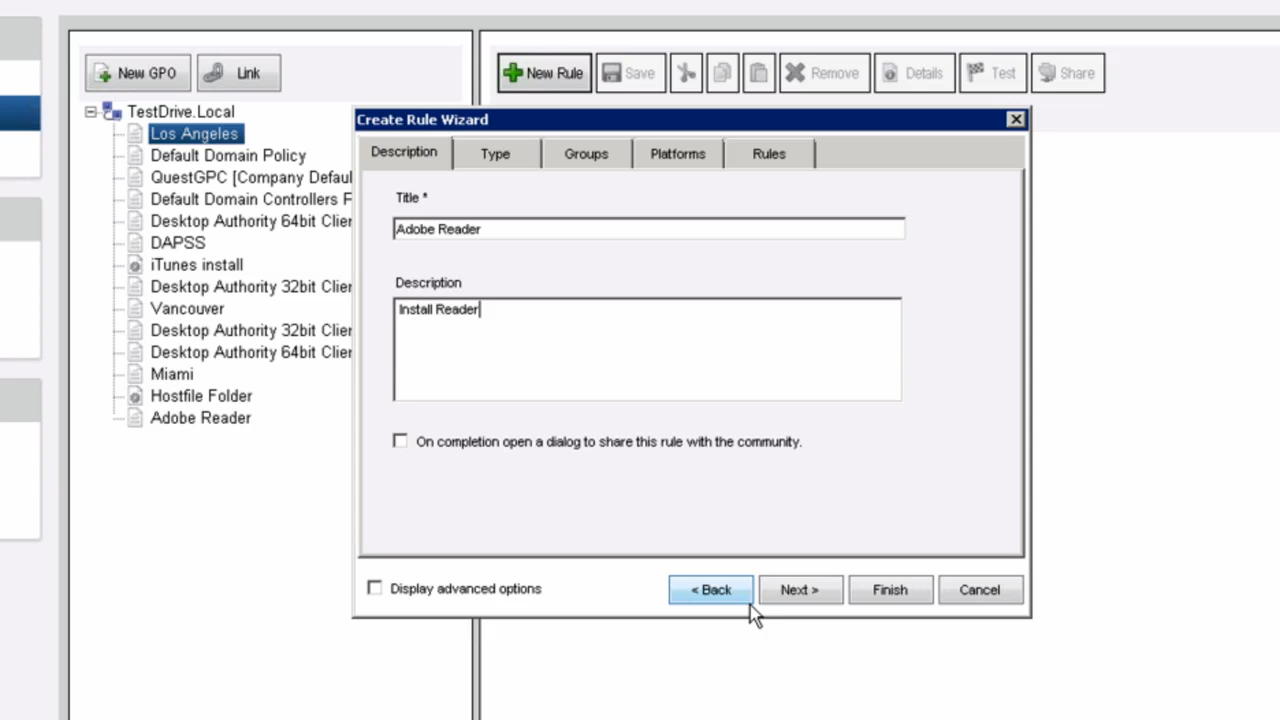 New GPO
Link
TestDrive.Local
Los Angeles
Default Domain Policy
QuestGPC [Company Defaul
Default Domain Controllers F
Desktop Authority 64bit Clier
DAPSS
iTunes install
Desktop Authority 32bit Clier
Vancouver
Desktop Authority 32bit Clier
Desktop Authority 64bit Clier
Miami
Hostfile Folder
Adobe Reader
New Rule
Save
Remove
Details
Test
Share
Create Rule Wizard
Description
Type
Groups
Platforms
Rules
Title *
Adobe Reader
Description
Install Reader
On completion open a dialog to share this rule with the community.
Display advanced options
< Back
Next >
Finish
Cancel